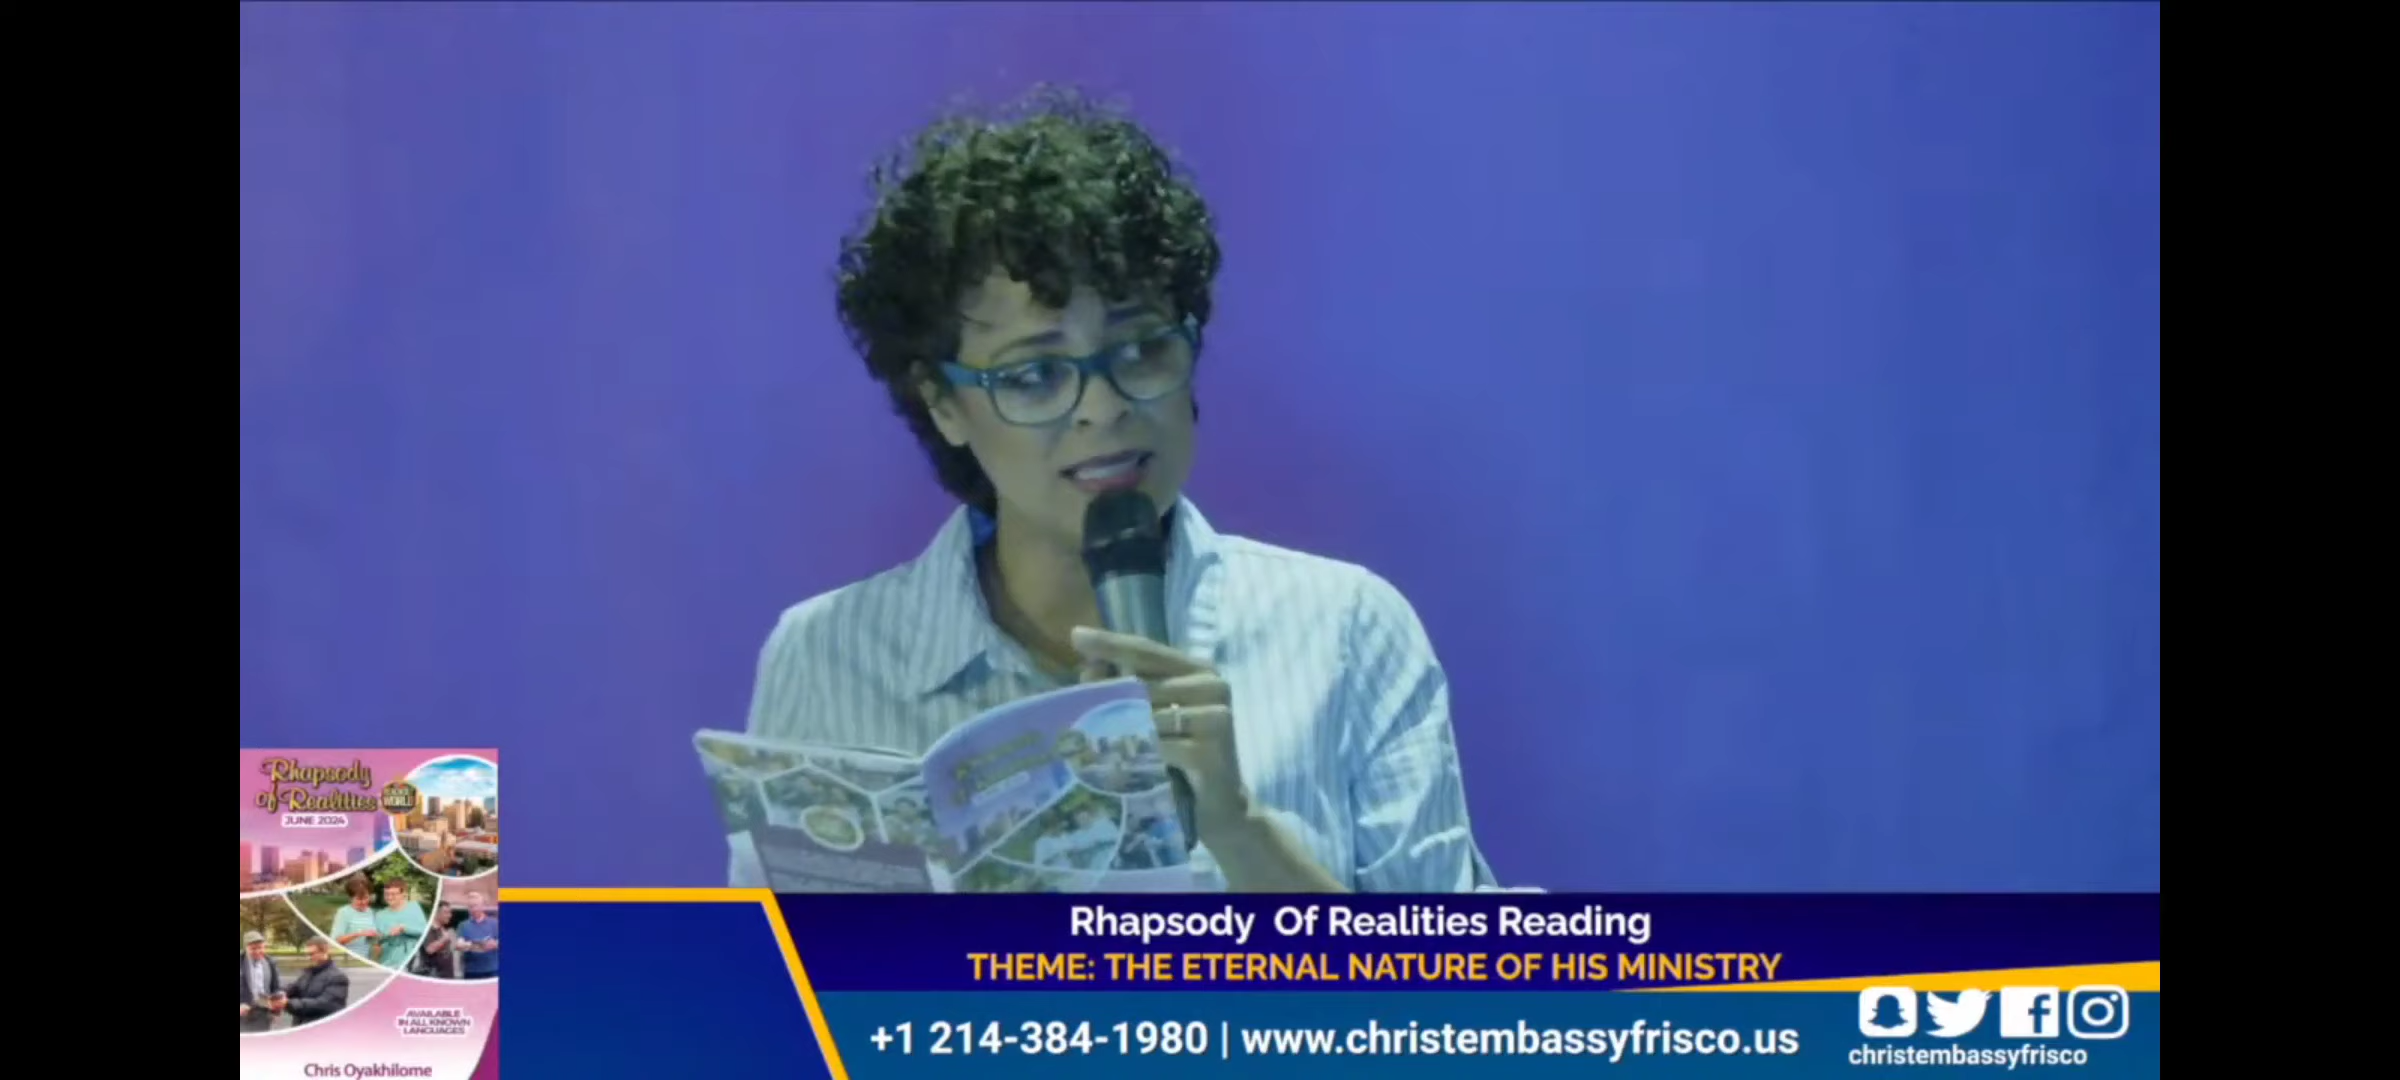 Rhapsody
of Realities
JUNE 2024
AVAILABLE
IN ALL KNOWN
LANGUAGES
Chris Oyakhilome
Rhapsody Of Realities Reading
THEME: THE ETERNAL NATURE OF HIS MINISTRY
+1 214-384-1980 | www.christembassyfrisco.us
christembassyfrisco